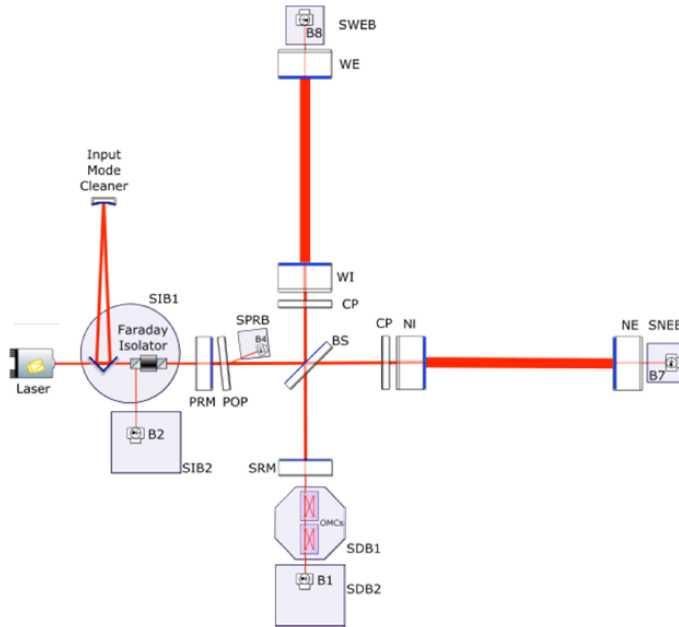 B8
SWEB
WE
Input
Mode
Cleaner
WI
CP
SIB1
Faraday
Isolator
SPRB
B4
BS
CP
NI
NE
SNEB
B7
Laser
PRM
POP
B2
SIB2
SRM
OMCs
SDB1
B1
SDB2